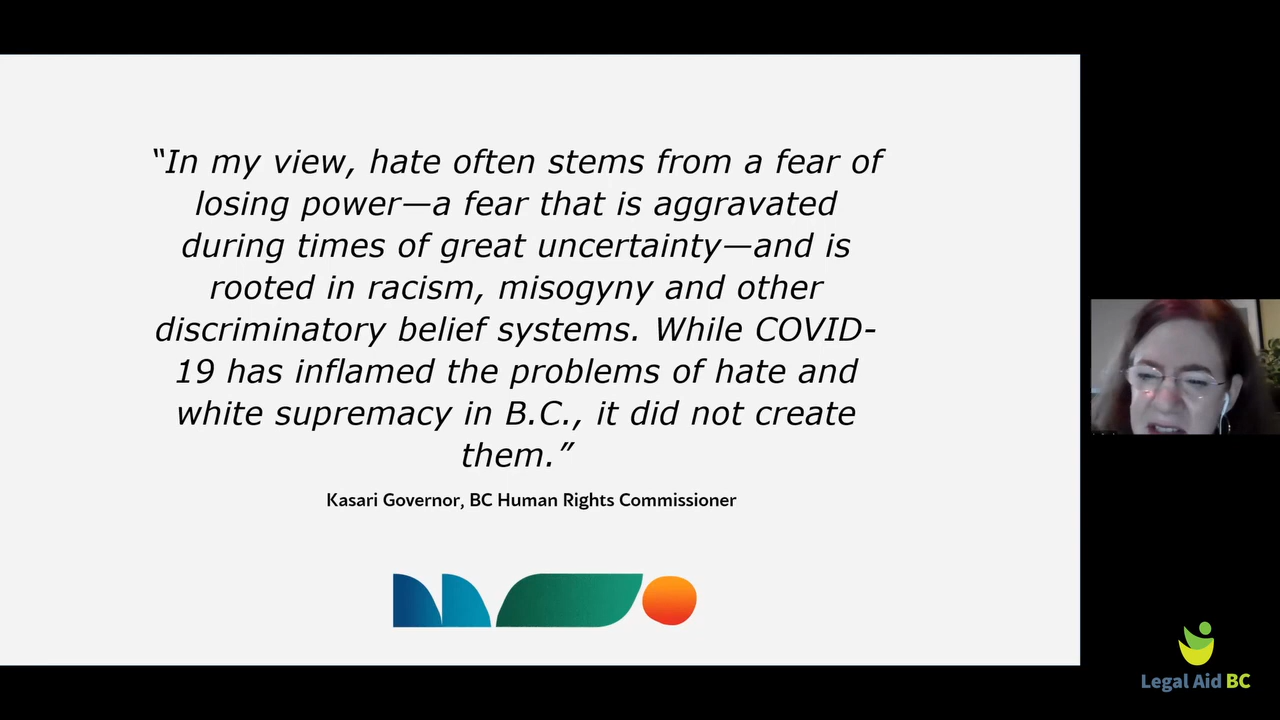 “In my view, hate often stems from a fear of
losing power—a fear that is aggravated
during times of great uncertainty—and is
rooted in racism, misogyny and other
discriminatory belief systems. While COVID-
19 has inflamed the problems of hate and
white supremacy in B.C., it did not create
them.”
Kasari Governor, BC Human Rights Commissioner
Legal Aid BC